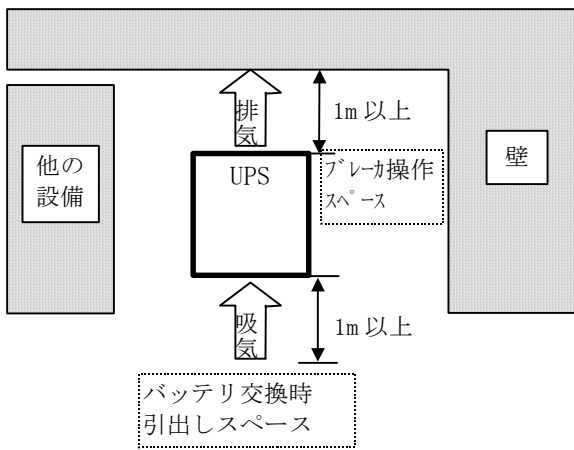 排
気
1m 以上
他の
設備
UPS
ﾌﾞﾚｰｶ操作
ｽﾍﾟｰｽ
壁
吸
気
1m 以上
バッテリ交換時
引出しスペース